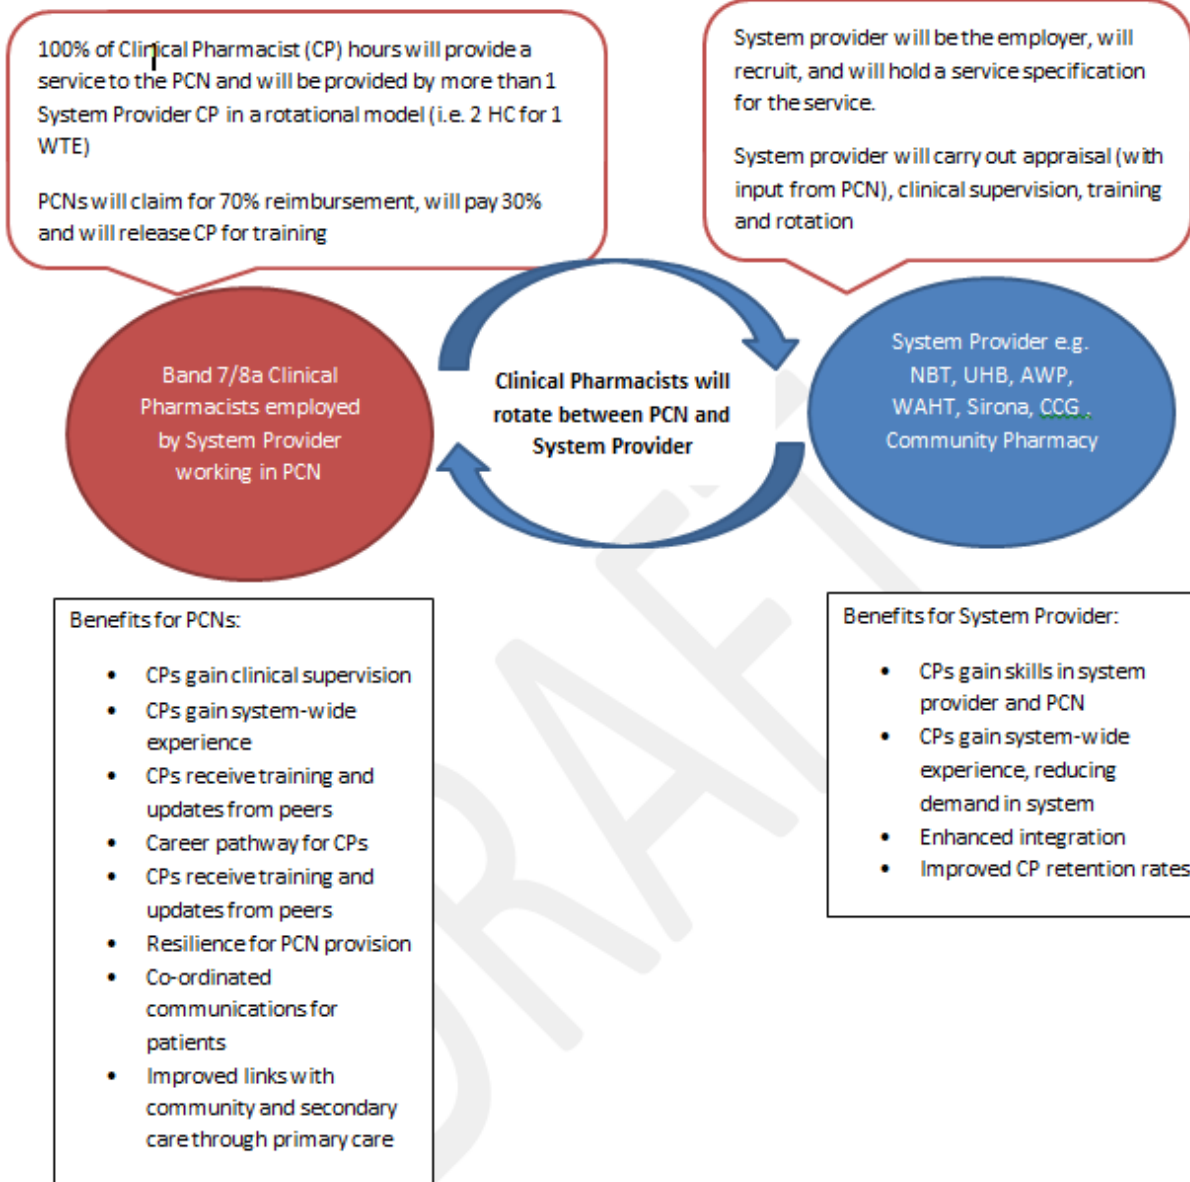 100% of Clinical Pharmacist (CP) hours will provide a
service to the PCN and will be provided by more than 1
System Provider CP in a rotational model (i.e. 2 HC for 1
WTE)
PCNs will claim for 70% reimbursement, will pay 30%
and will release CP for training
System provider will be the employer, will
recruit, and will hold a service specification
for the service.
System provider will carry out appraisal (with
input from PCN), clinical supervision, training
and rotation
Band 7/8a Clinical
Pharmacists employed
by System Provider
working in PCN
Clinical Pharmacists will
rotate between PCN and
System Provider
System Provider e.g.
NBT, UHB, AWP,
WAHT, Sirona, CCG .
Community Pharmacy
Benefits for PCNs:
• CPs gain clinical supervision
• CPs gain system-wide
experience
• CPs receive training and
updates from peers
• Career pathway for CPs
• CPs receive training and
updates from peers
• Resilience for PCN provision
• Co-ordinated
communications for
patients
• Improved links with
community and secondary
care through primary care
Benefits for System Provider:
• CPs gain skills in system
provider and PCN
• CPs gain system-wide
experience, reducing
demand in system
• Enhanced integration
• Improved CP retention rates
DRAFT